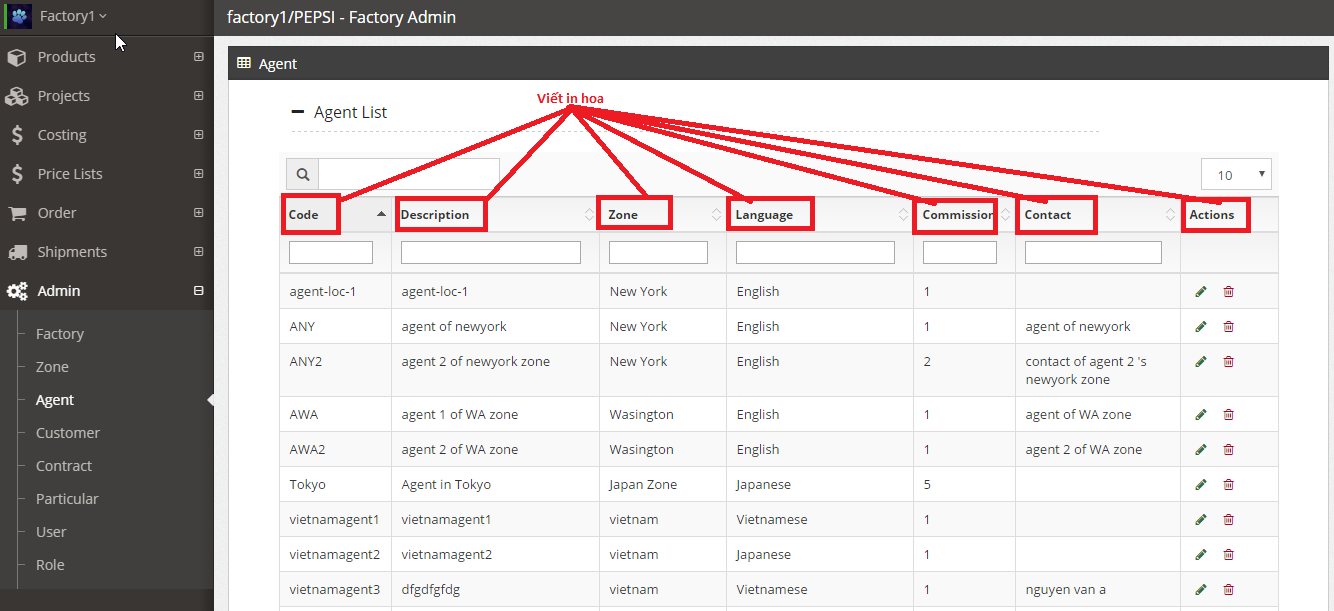 Factory1
factory1/PEPSI - Factory Admin
Products
Projects
Costing
Price Lists
Order
Shipments
Admin
Factory
Zone
Agent
Customer
Contract
Particular
User
Role
Agent
Agent List
Viết in hoa
10
Code Description Zone Language Commission Contact Actions
agent-loc-1 agent-loc-1 New York English 1
ANY agent of newyork New York English 1 agent of newyork
ANY2 agent 2 of newyork zone New York English 2 contact of agent 2 's
newyork zone
AWA agent 1 of WA zone Wasington English 1 agent of WA zone
AWA2 agent 2 of WA zone Wasington English 1 agent 2 of WA zone
Tokyo Agent in Tokyo Japan Zone Japanese 5
vietnamagent1 vietnamagent1 vietnam Vietnamese 1
vietnamagent2 vietnamagent2 vietnam Japanese 1
vietnamagent3 dfgdfgfdg vietnam Vietnamese 1 nguyen van a